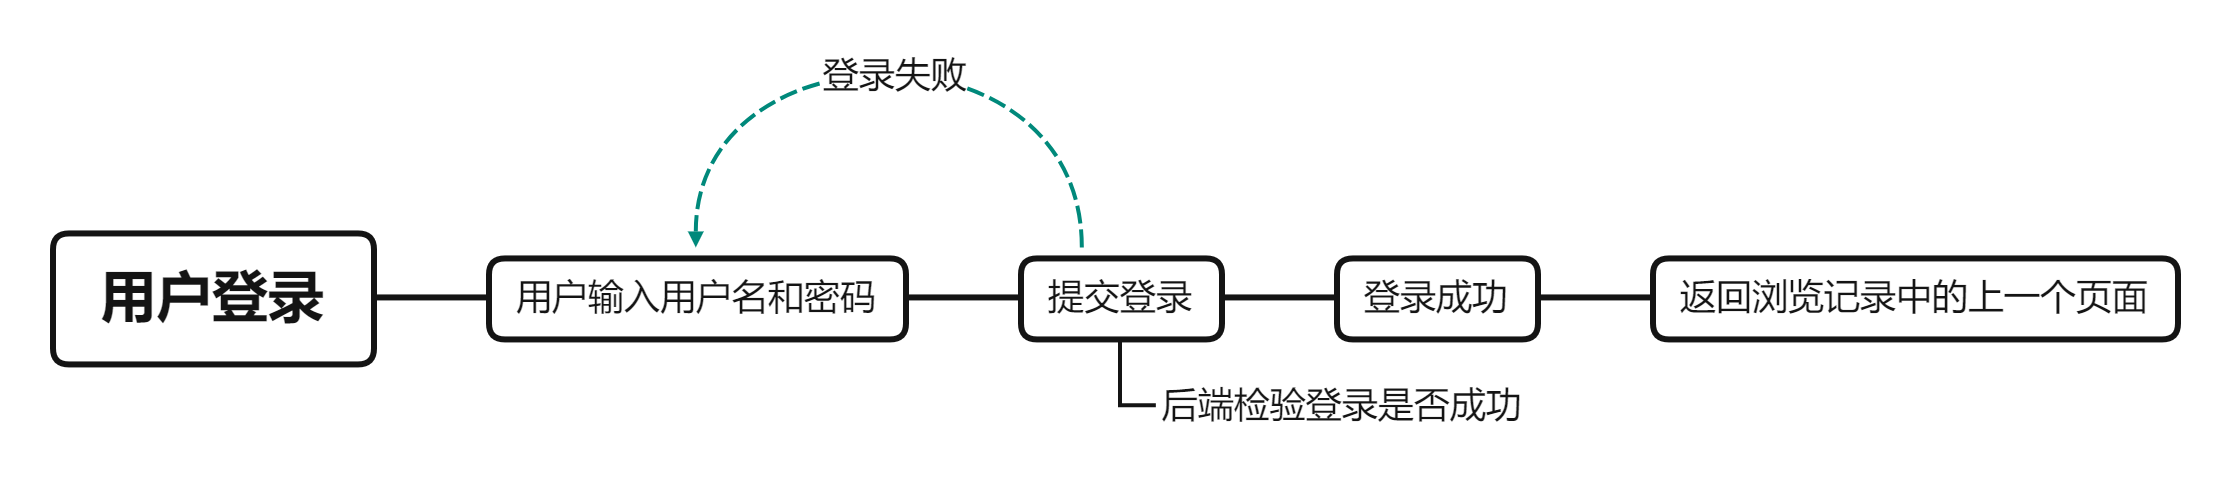 登录失败
用户登录
用户输入用户名和密码
提交登录
登录成功
返回浏览记录中的上一个页面
后端检验登录是否成功